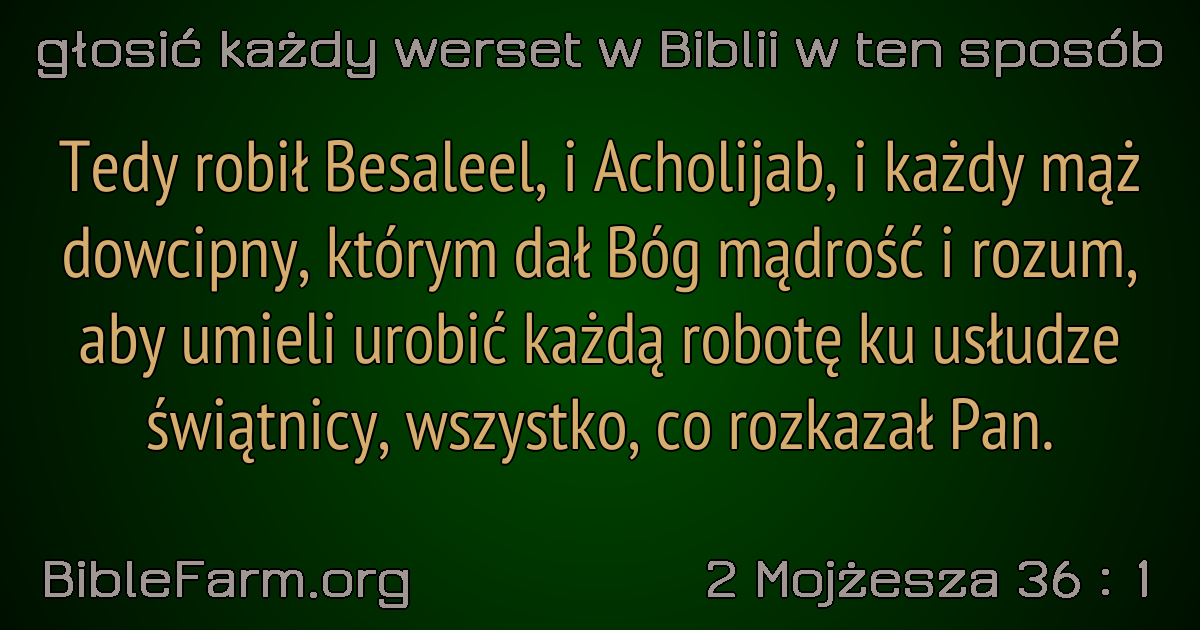 głosić każdy werset w Biblii w ten sposób
Tedy robił Besaleel, i Acholijab, i każdy mąż
dowcipny, którym dał Bóg mądrość i rozum,
aby umieli urobić każdą robotę ku usłudze
świątnicy, wszystko, co rozkazał Pan.
BibleFarm.org
2 Mojżesza 36 : 1